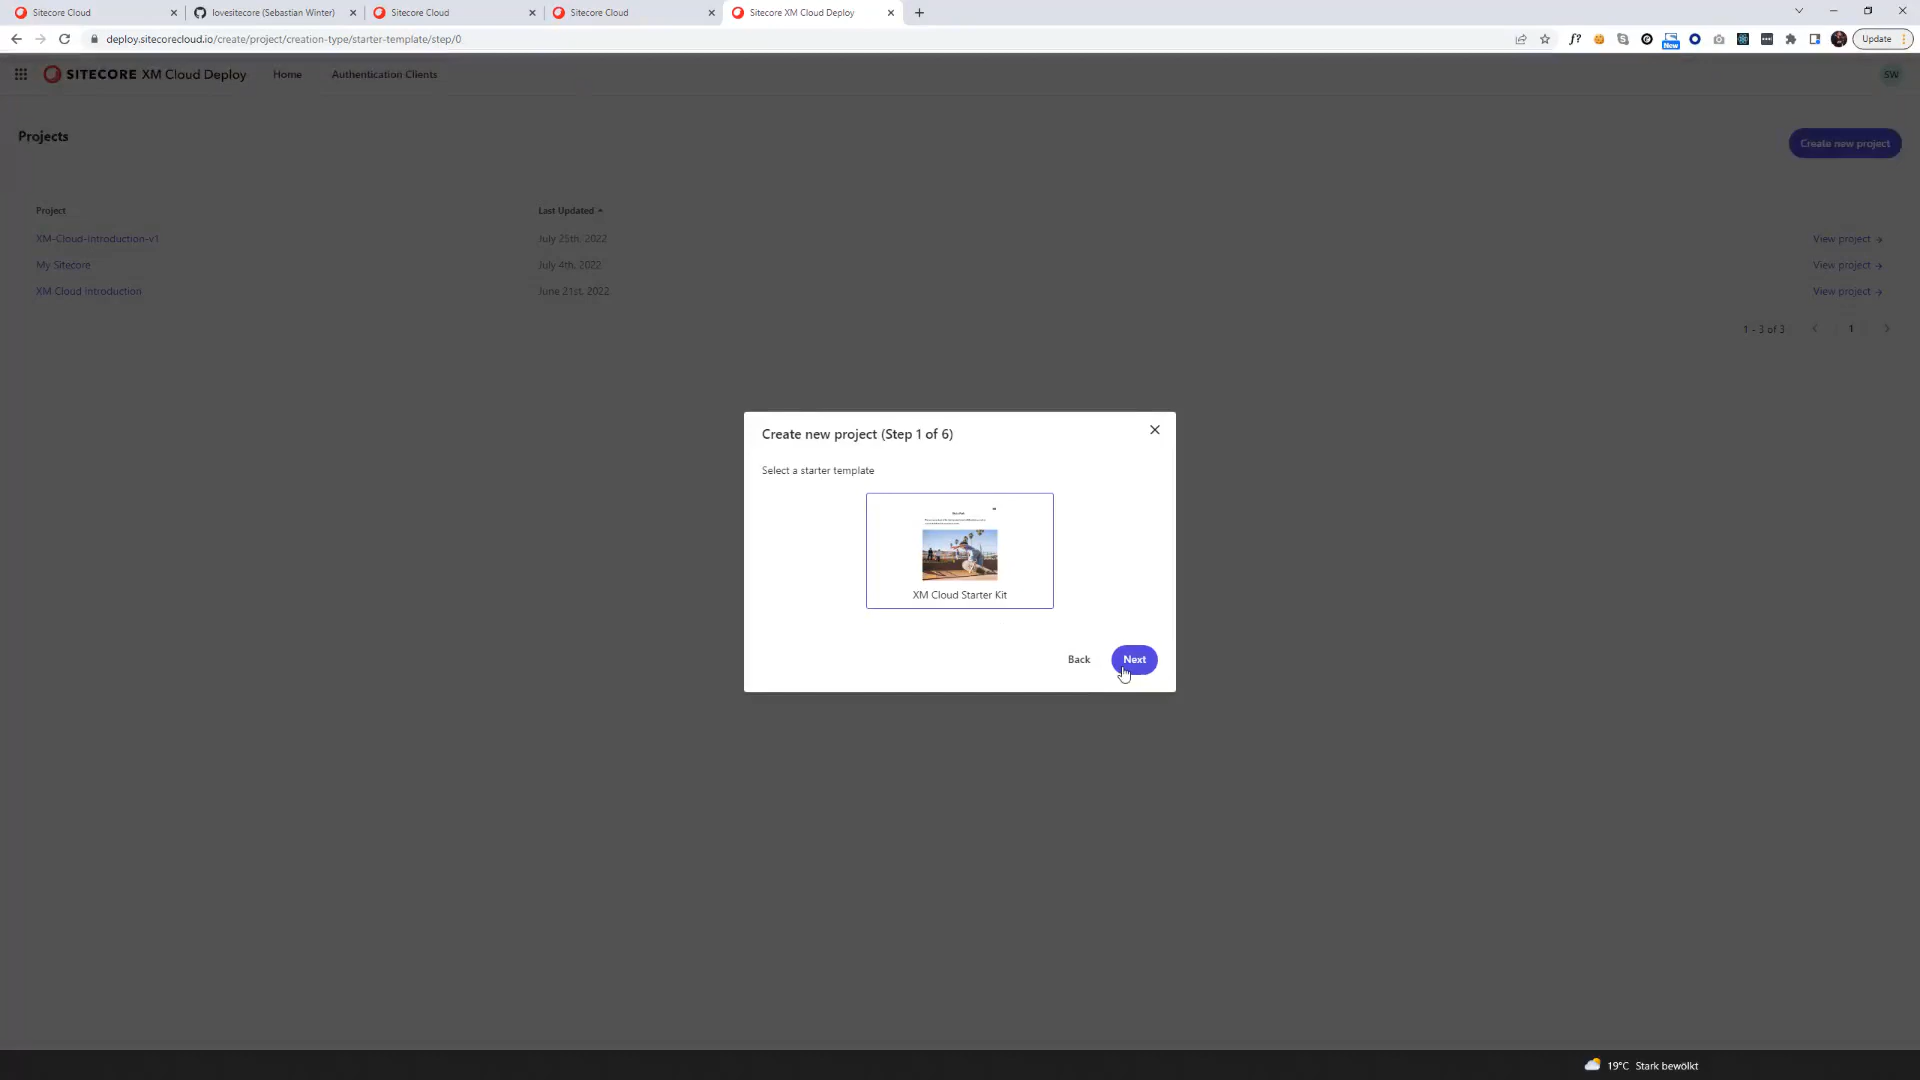 Sitecore Cloud
lovesitecore (Sebastian Winter)
Sitecore Cloud
Sitecore Cloud
Sitecore XM Cloud Deploy
deploy.sitecorecloud.io/create/project/creation-type/starter-template/step/0
f?
New
Update
SITECORE XM Cloud Deploy
Home
Authentication Clients
SW
Projects
Create new project
Project
Last Updated
XM-Cloud-Introduction-v1
July 25th, 2022
View project →
My Sitecore
July 4th, 2022
View project →
XM Cloud Introduction
June 21st, 2022
View project →
1 - 3 of 3
1
Create new project (Step 1 of 6)
Select a starter template
XM Cloud Starter Kit
Back
Next
19°C Stark bewölkt